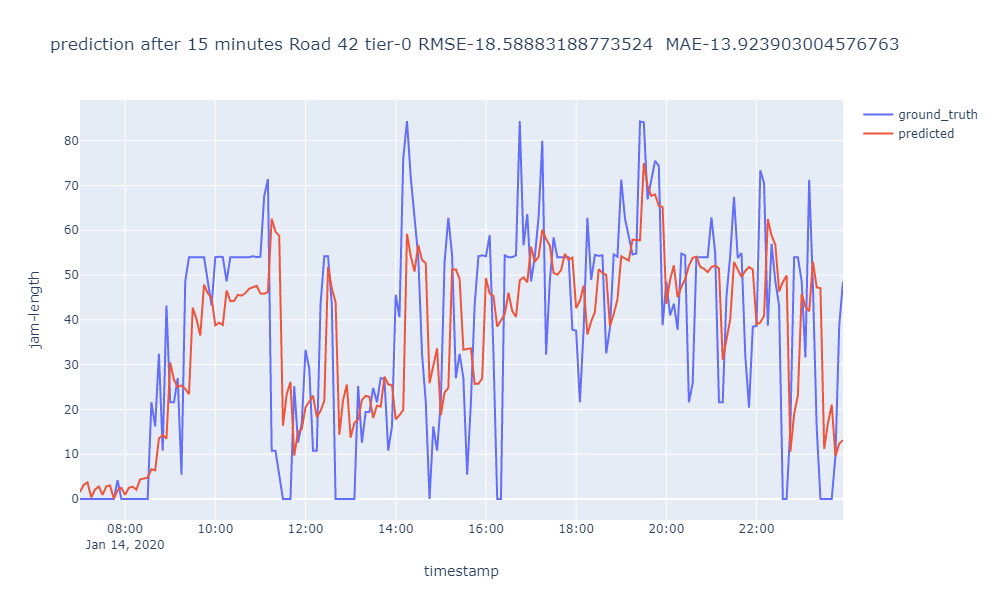 prediction after 15 minutes Road 42 tier-0 RMSE-18.58883188773524  MAE-13.923903004576763
ground_truth
predicted
80
70
60
50
40
30
20
10
0
jam-length
08:00 10:00 12:00 14:00 16:00 18:00 20:00 22:00
Jan 14, 2020
timestamp